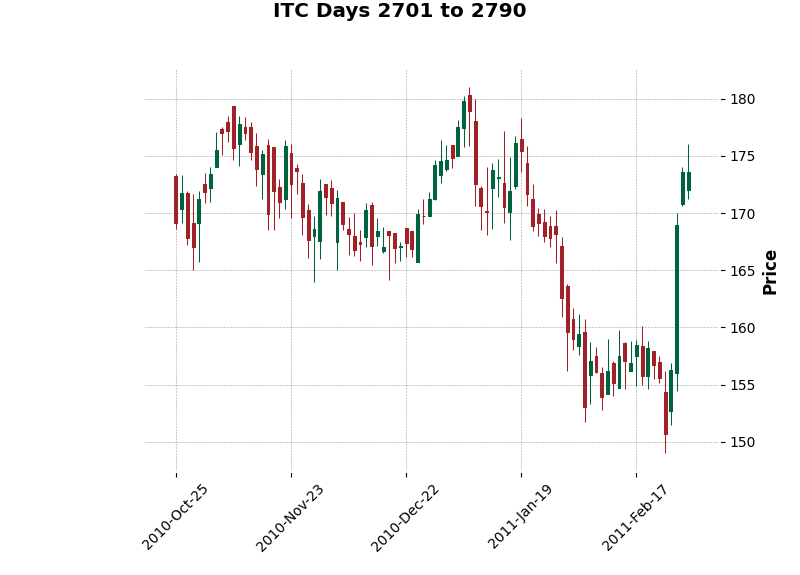 ITC Days 2701 to 2790
180
175
170
165
160
155
150
Price
2010-Oct-25
2010-Nov-23
2010-Dec-22
2011-Jan-19
2011-Feb-17